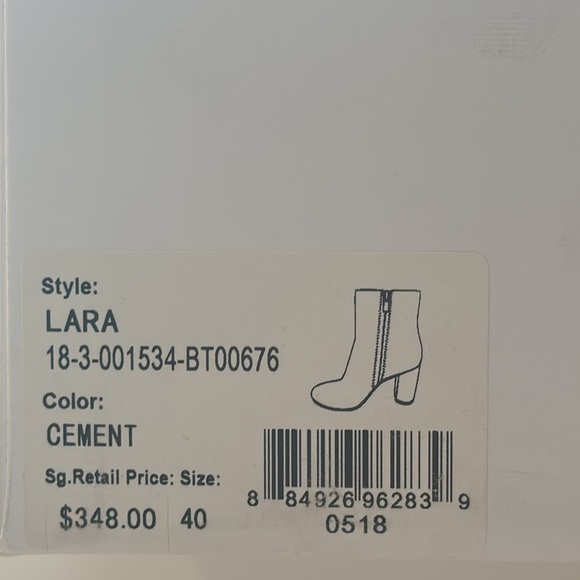 Style:
LARA
18-3-001534-BT00676
Color:
CEMENT
Sg.Retail Price: Size:
$348.00 40
8 84926 96283 9
0518